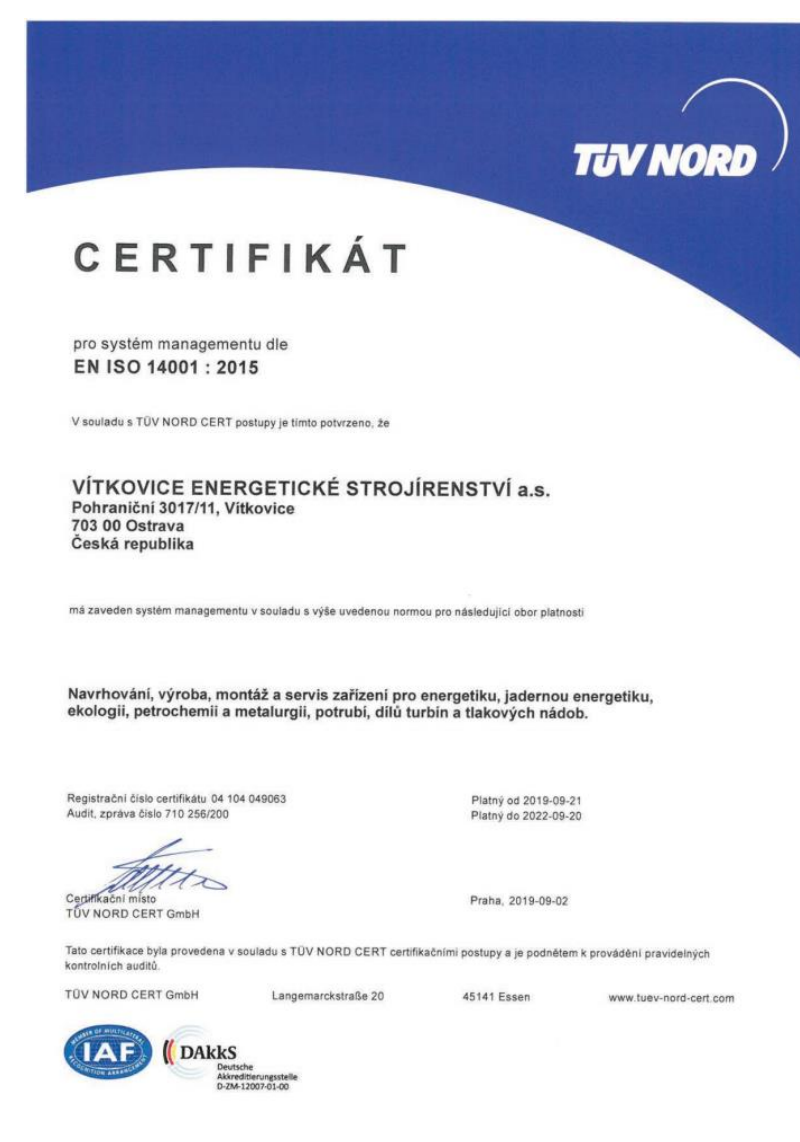 TÜV NORD
CERTIFIKÁT
pro systém managementu dle
EN ISO 14001 : 2015
V souladu s TÜV NORD CERT postupy je tímto potvrzeno, že
VÍTKOVICE ENERGETICKÉ STROJÍRENSTVÍ a.s.
Pohraniční 3017/11, Vítkovice
703 00 Ostrava
Česká republika
má zaveden systém managementu v souladu s výše uvedenou normou pro následující obor platnosti
Navrhování, výroba, montáž a servis zařízení pro energetiku, jadernou energetiku,
ekologii, petrochemii a metalurgii, potrubí, dílů turbin a tlakových nádob.
Registrační číslo certifikátu 04 104 049063
Audit, zpráva číslo 710 256/200
Platný od 2019-09-21
Platný do 2022-09-20
Certifikační místo
TÜV NORD CERT GmbH
Praha, 2019-09-02
Tato certifikace byla provedena v souladu s TÜV NORD CERT certifikačními postupy a je podnětem k provádění pravidelných
kontrolních auditů.
TÜV NORD CERT GmbH Langemarckstraße 20 45141 Essen www.tuev-nord-cert.com
MEMBER OF MULTILATERAL
IAF
RECOGNITION ARRANGEMENT
DAkkS
Deutsche
Akkreditierungsstelle
D-ZM-12007-01-00